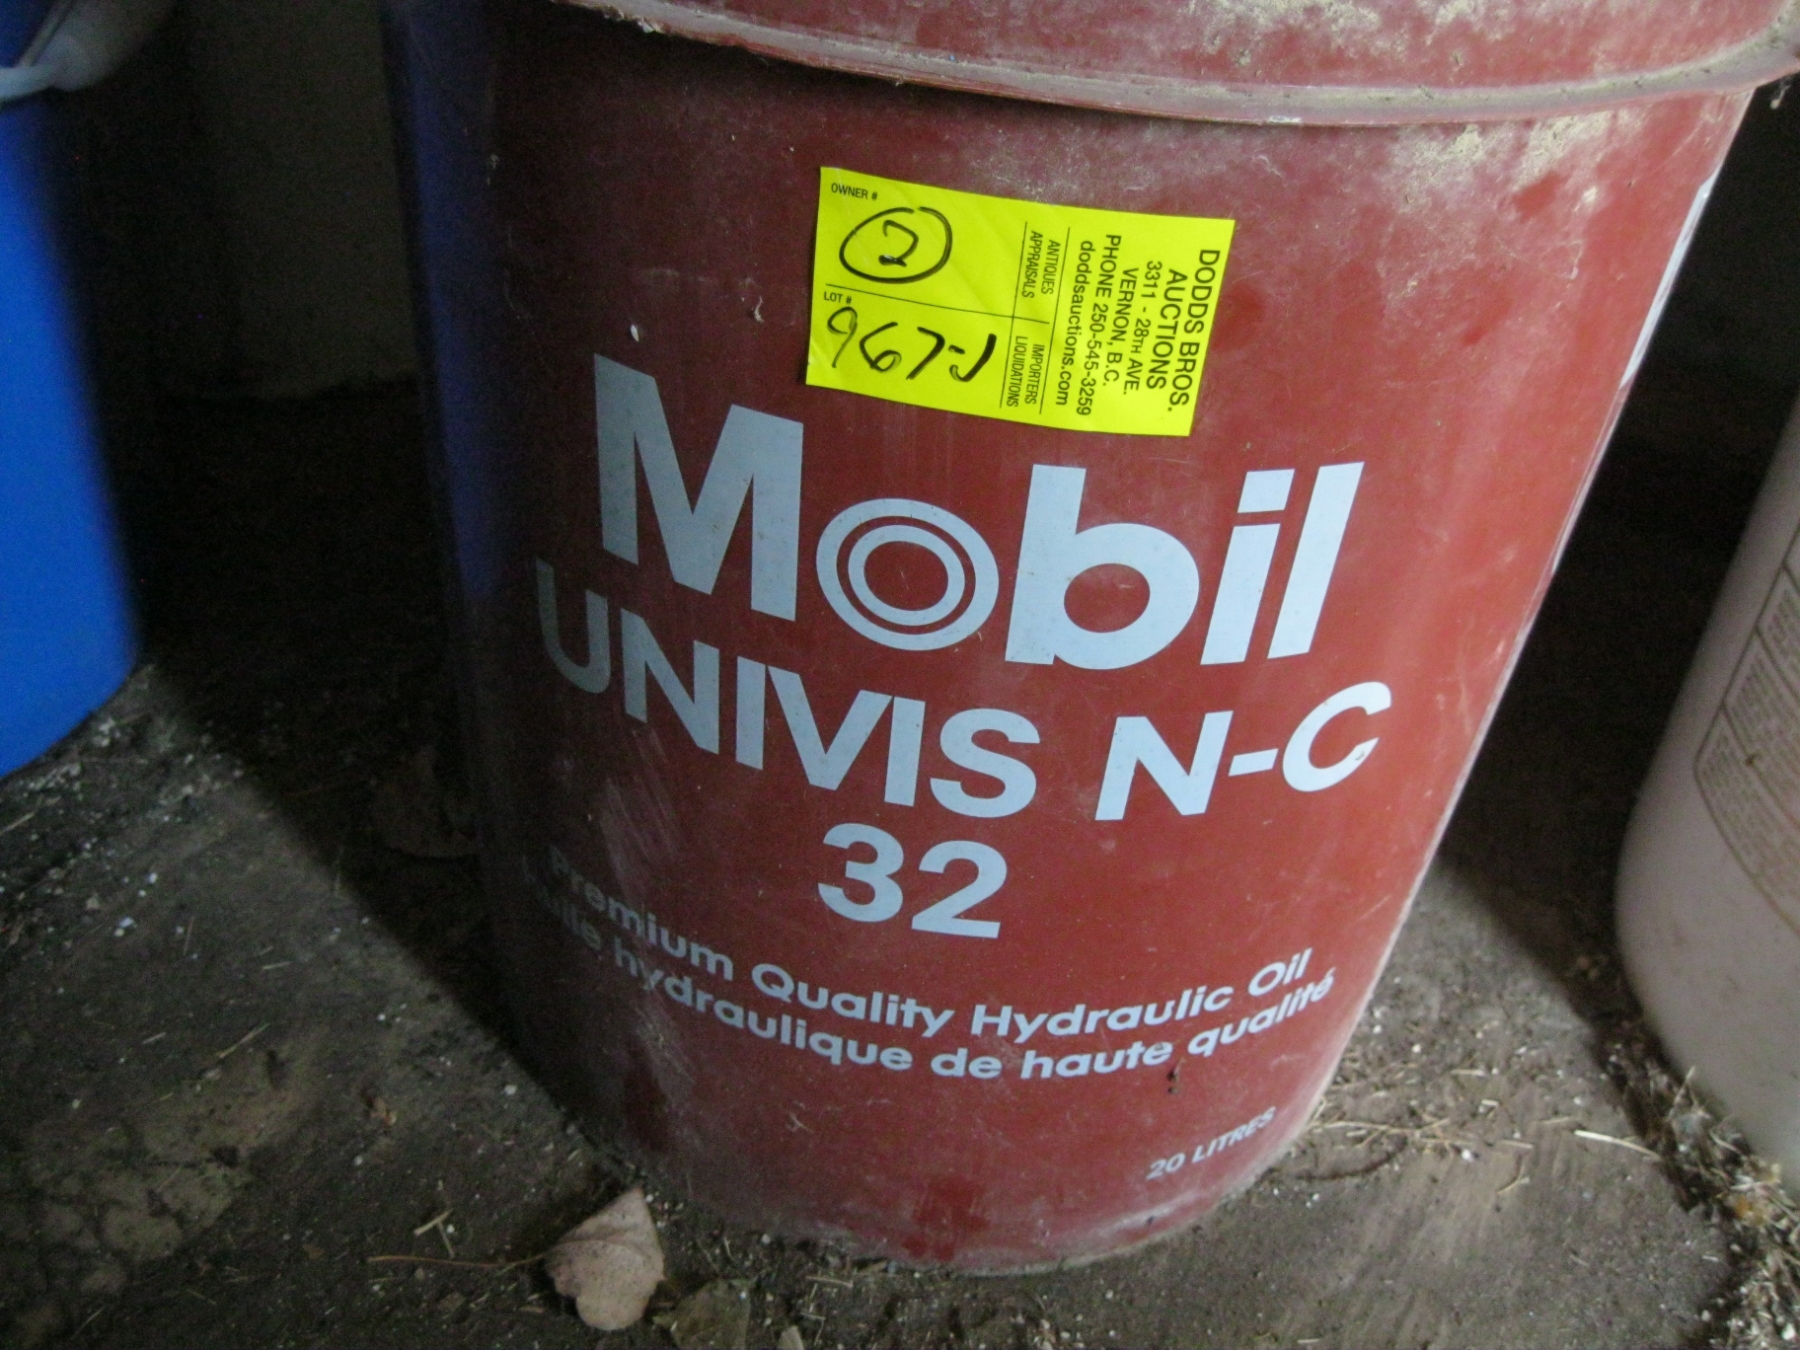 OWNER #
2
LOT #
967-J
ANTIQUES
APPRAISALS
IMPORTERS
LIQUIDATIONS
DODDS BROS.
AUCTIONS
3311 - 28TH AVE.
VERNON, B.C.
PHONE 250-545-3259
doddsauctions.com
Mobil
UNIVIS N-C
32
Premium Quality Hydraulic Oil
Huile hydraulique de haute qualité
20 LITRES